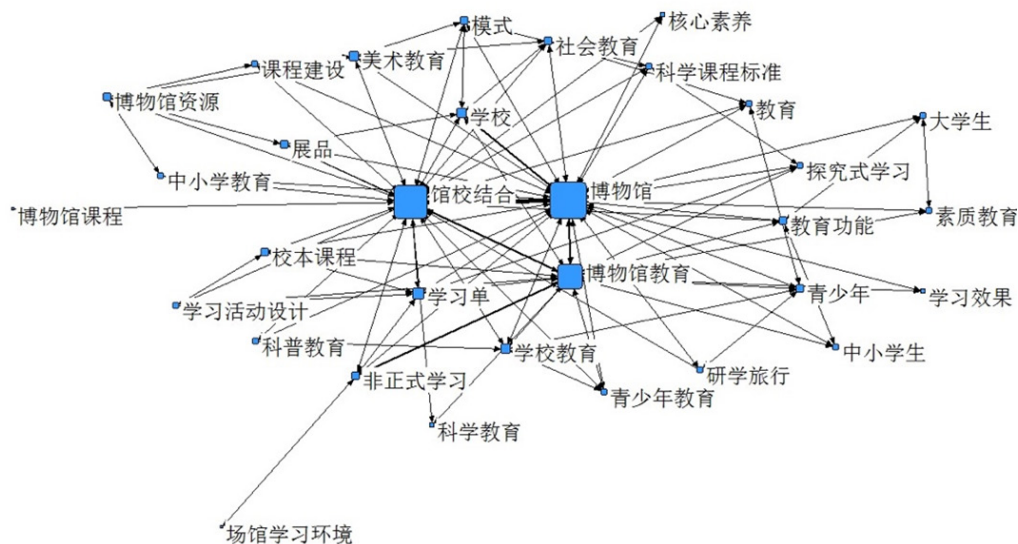 核心素养
模式
社会教育
美术教育
课程建设
科学课程标准
博物馆资源
教育
学校
大学生
展品
探究式学习
中小学教育
馆校结合
博物馆
博物馆课程
素质教育
教育功能
校本课程
博物馆教育
学习单
青少年
学习效果
学习活动设计
科普教育
学校教育
中小学生
非正式学习
研学旅行
青少年教育
科学教育
场馆学习环境